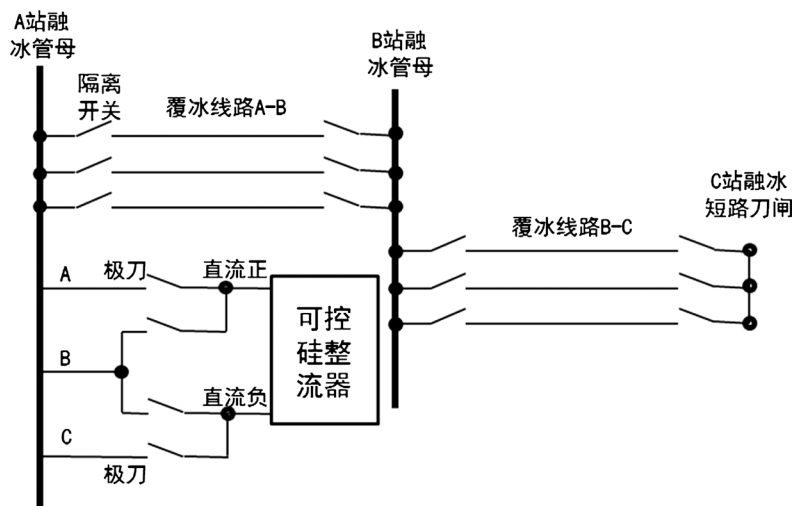 A站融
冰管母
B站融
冰管母
隔离
开关
覆冰线路A-B
C站融冰
短路刀闸
覆冰线路B-C
A
极刀
直流正
可控
硅整
流器
B
直流负
C
极刀